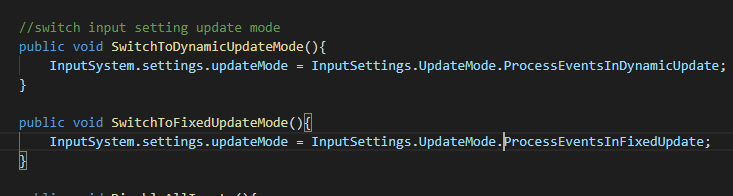 //switch input setting update mode
public void SwitchToDynamicUpdateMode(){
InputSystem.settings.updateMode = InputSettings.UpdateMode.ProcessEventsInDynamicUpdate;
}
public void SwitchToFixedUpdateMode(){
InputSystem.settings.updateMode = InputSettings.UpdateMode.ProcessEventsInFixedUpdate;
}